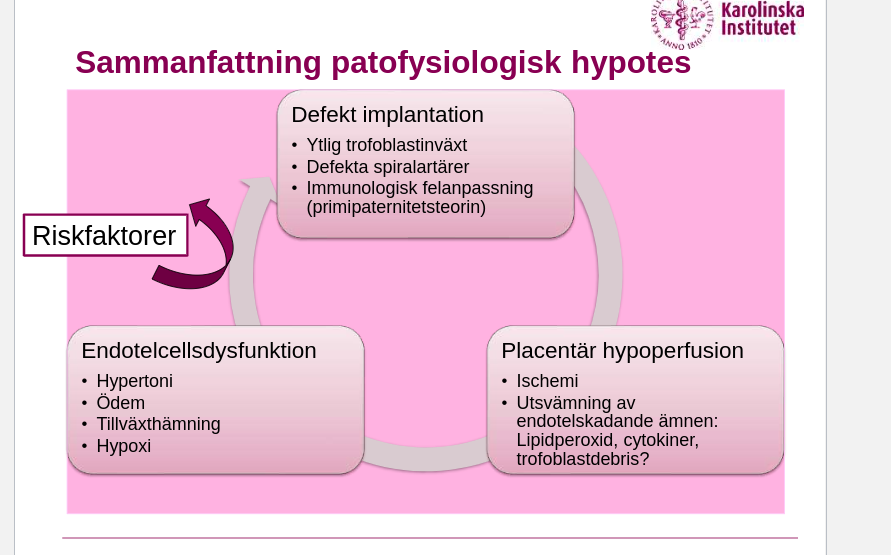 Karolinska
Institutet
ANNO 1810
Sammanfattning patofysiologisk hypotes
Defekt implantation
• Ytlig trofoblastinväxt
• Defekta spiralartärer
• Immunologisk felanpassning
(primipaternitetsteorin)
Riskfaktorer
Endotelcellsdysfunktion
• Hypertoni
• Ödem
• Tillväxthämning
• Hypoxi
Placentär hypoperfusion
• Ischemi
• Utsvämning av
endotelskadande ämnen:
Lipidperoxid, cytokiner,
trofoblastdebris?